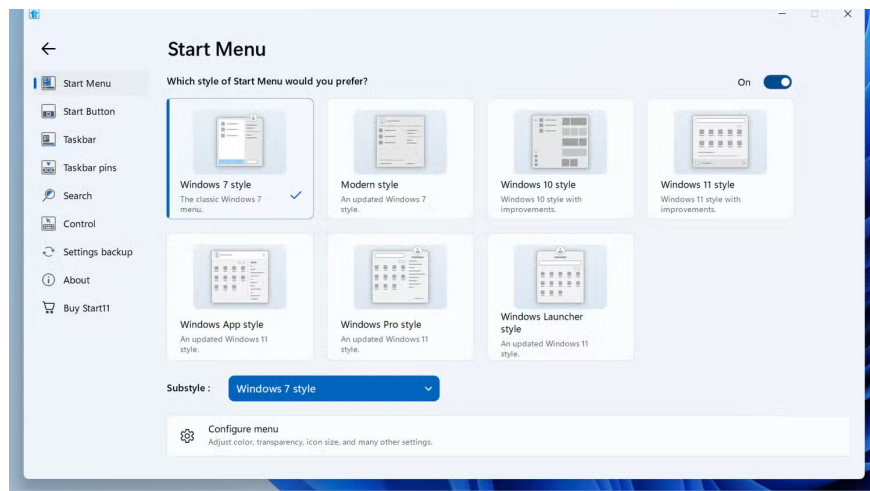 Start Menu
Start Menu
Start Button
Taskbar
Taskbar pins
Search
Control
Settings backup
About
Buy Start11
Which style of Start Menu would you prefer?
On
Windows 7 style
The classic Windows 7
menu.
Modern style
An updated Windows 7
style.
Windows 10 style
Windows 10 style with
improvements.
Windows 11 style
Windows 11 style with
improvements.
Windows App style
An updated Windows 11
style.
Windows Pro style
An updated Windows 11
style.
Windows Launcher
style
An updated Windows 11
style.
Substyle :
Windows 7 style
Configure menu
Adjust color, transparency, icon size, and many other settings.